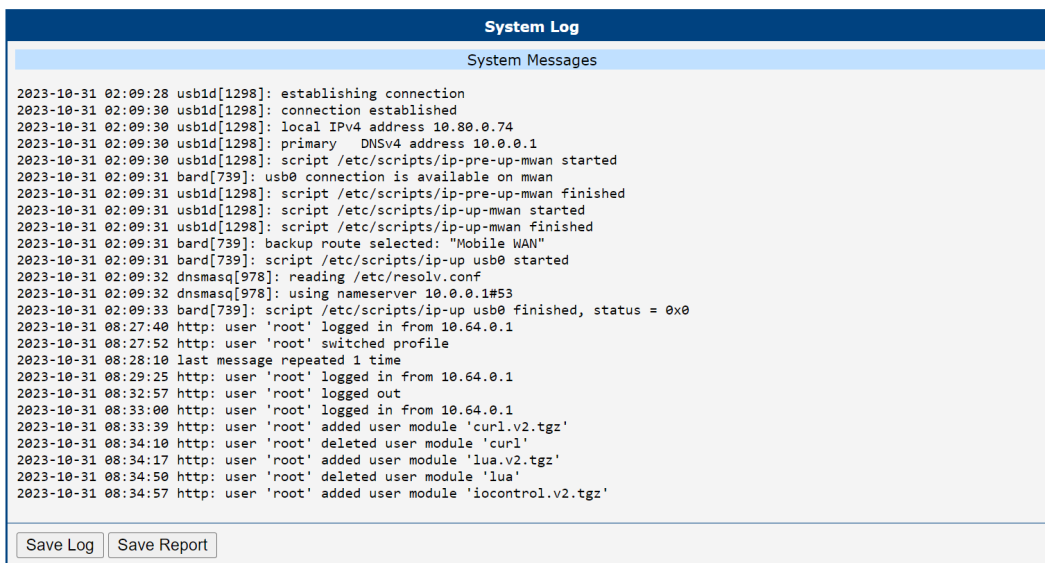 System Log
System Messages
2023-10-31 02:09:28 usb1d[1298]: establishing connection
2023-10-31 02:09:30 usb1d[1298]: connection established
2023-10-31 02:09:30 usb1d[1298]: local IPv4 address 10.80.0.74
2023-10-31 02:09:30 usb1d[1298]: primary   DNSv4 address 10.0.0.1
2023-10-31 02:09:30 usb1d[1298]: script /etc/scripts/ip-pre-up-mwan started
2023-10-31 02:09:31 bard[739]: usb0 connection is available on mwan
2023-10-31 02:09:31 usb1d[1298]: script /etc/scripts/ip-pre-up-mwan finished
2023-10-31 02:09:31 usb1d[1298]: script /etc/scripts/ip-up-mwan started
2023-10-31 02:09:31 usb1d[1298]: script /etc/scripts/ip-up-mwan finished
2023-10-31 02:09:31 bard[739]: backup route selected: "Mobile WAN"
2023-10-31 02:09:31 bard[739]: script /etc/scripts/ip-up usb0 started
2023-10-31 02:09:32 dnsmasq[978]: reading /etc/resolv.conf
2023-10-31 02:09:32 dnsmasq[978]: using nameserver 10.0.0.1#53
2023-10-31 02:09:33 bard[739]: script /etc/scripts/ip-up usb0 finished, status = 0x0
2023-10-31 08:27:40 http: user 'root' logged in from 10.64.0.1
2023-10-31 08:27:52 http: user 'root' switched profile
2023-10-31 08:28:10 last message repeated 1 time
2023-10-31 08:29:25 http: user 'root' logged in from 10.64.0.1
2023-10-31 08:32:57 http: user 'root' logged out
2023-10-31 08:33:00 http: user 'root' logged in from 10.64.0.1
2023-10-31 08:33:39 http: user 'root' added user module 'curl.v2.tgz'
2023-10-31 08:34:10 http: user 'root' deleted user module 'curl'
2023-10-31 08:34:17 http: user 'root' added user module 'lua.v2.tgz'
2023-10-31 08:34:50 http: user 'root' deleted user module 'lua'
2023-10-31 08:34:57 http: user 'root' added user module 'iocontrol.v2.tgz'
Save Log Save Report